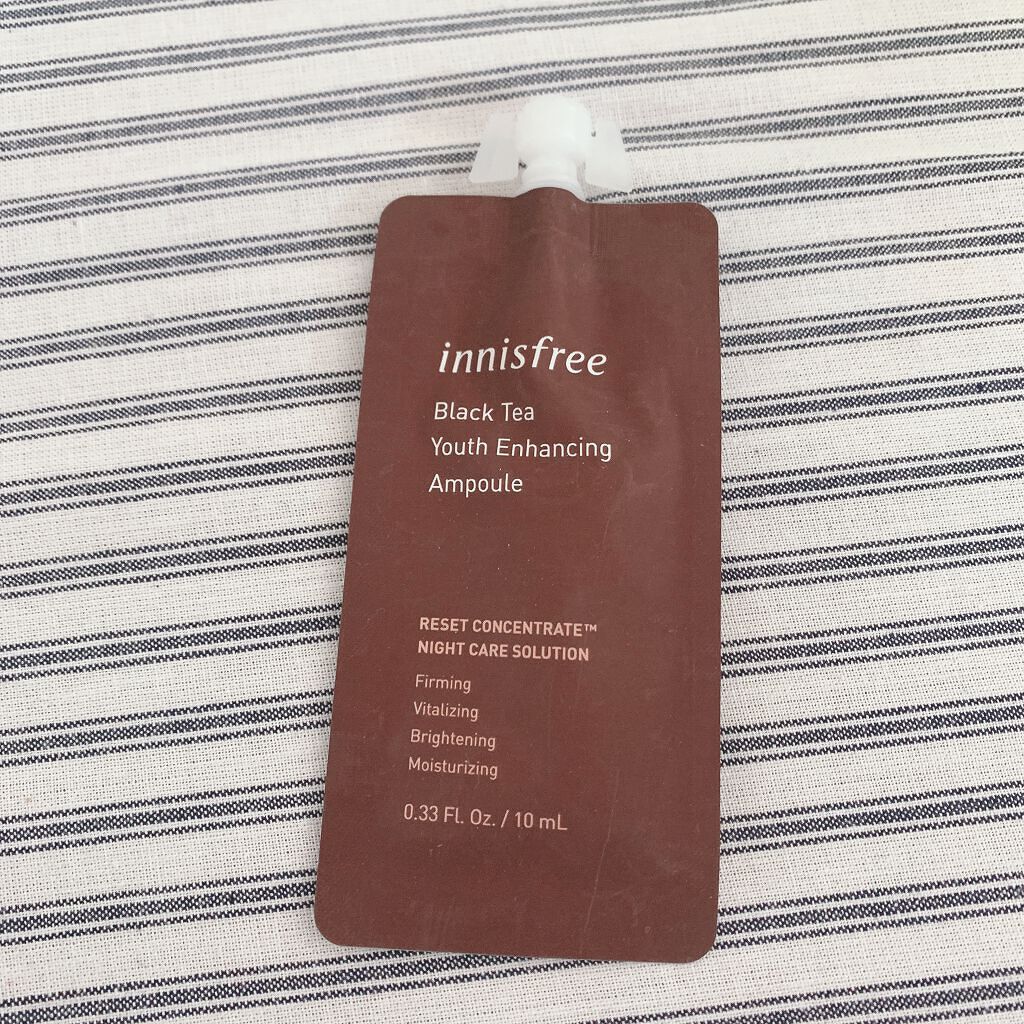 innisfree
Black Tea
Youth Enhancing
Ampoule
RESET CONCENTRATE™
NIGHT CARE SOLUTION
Firming
Vitalizing
Brightening
Moisturizing
0.33 Fl. Oz. / 10 mL